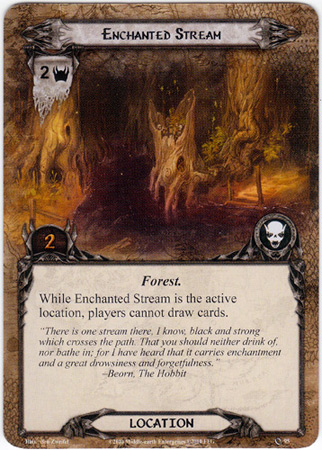 ENCHANTED STREAM
2
2
Forest.
While Enchanted Stream is the active
location, players cannot draw cards.
"There is one stream there, I know, black and strong
which crosses the path. That you should neither drink of,
nor bathe in; for I have heard that it carries enchantment
and a great drowsiness and forgetfulness."
–Beorn, The Hobbit
LOCATION
95